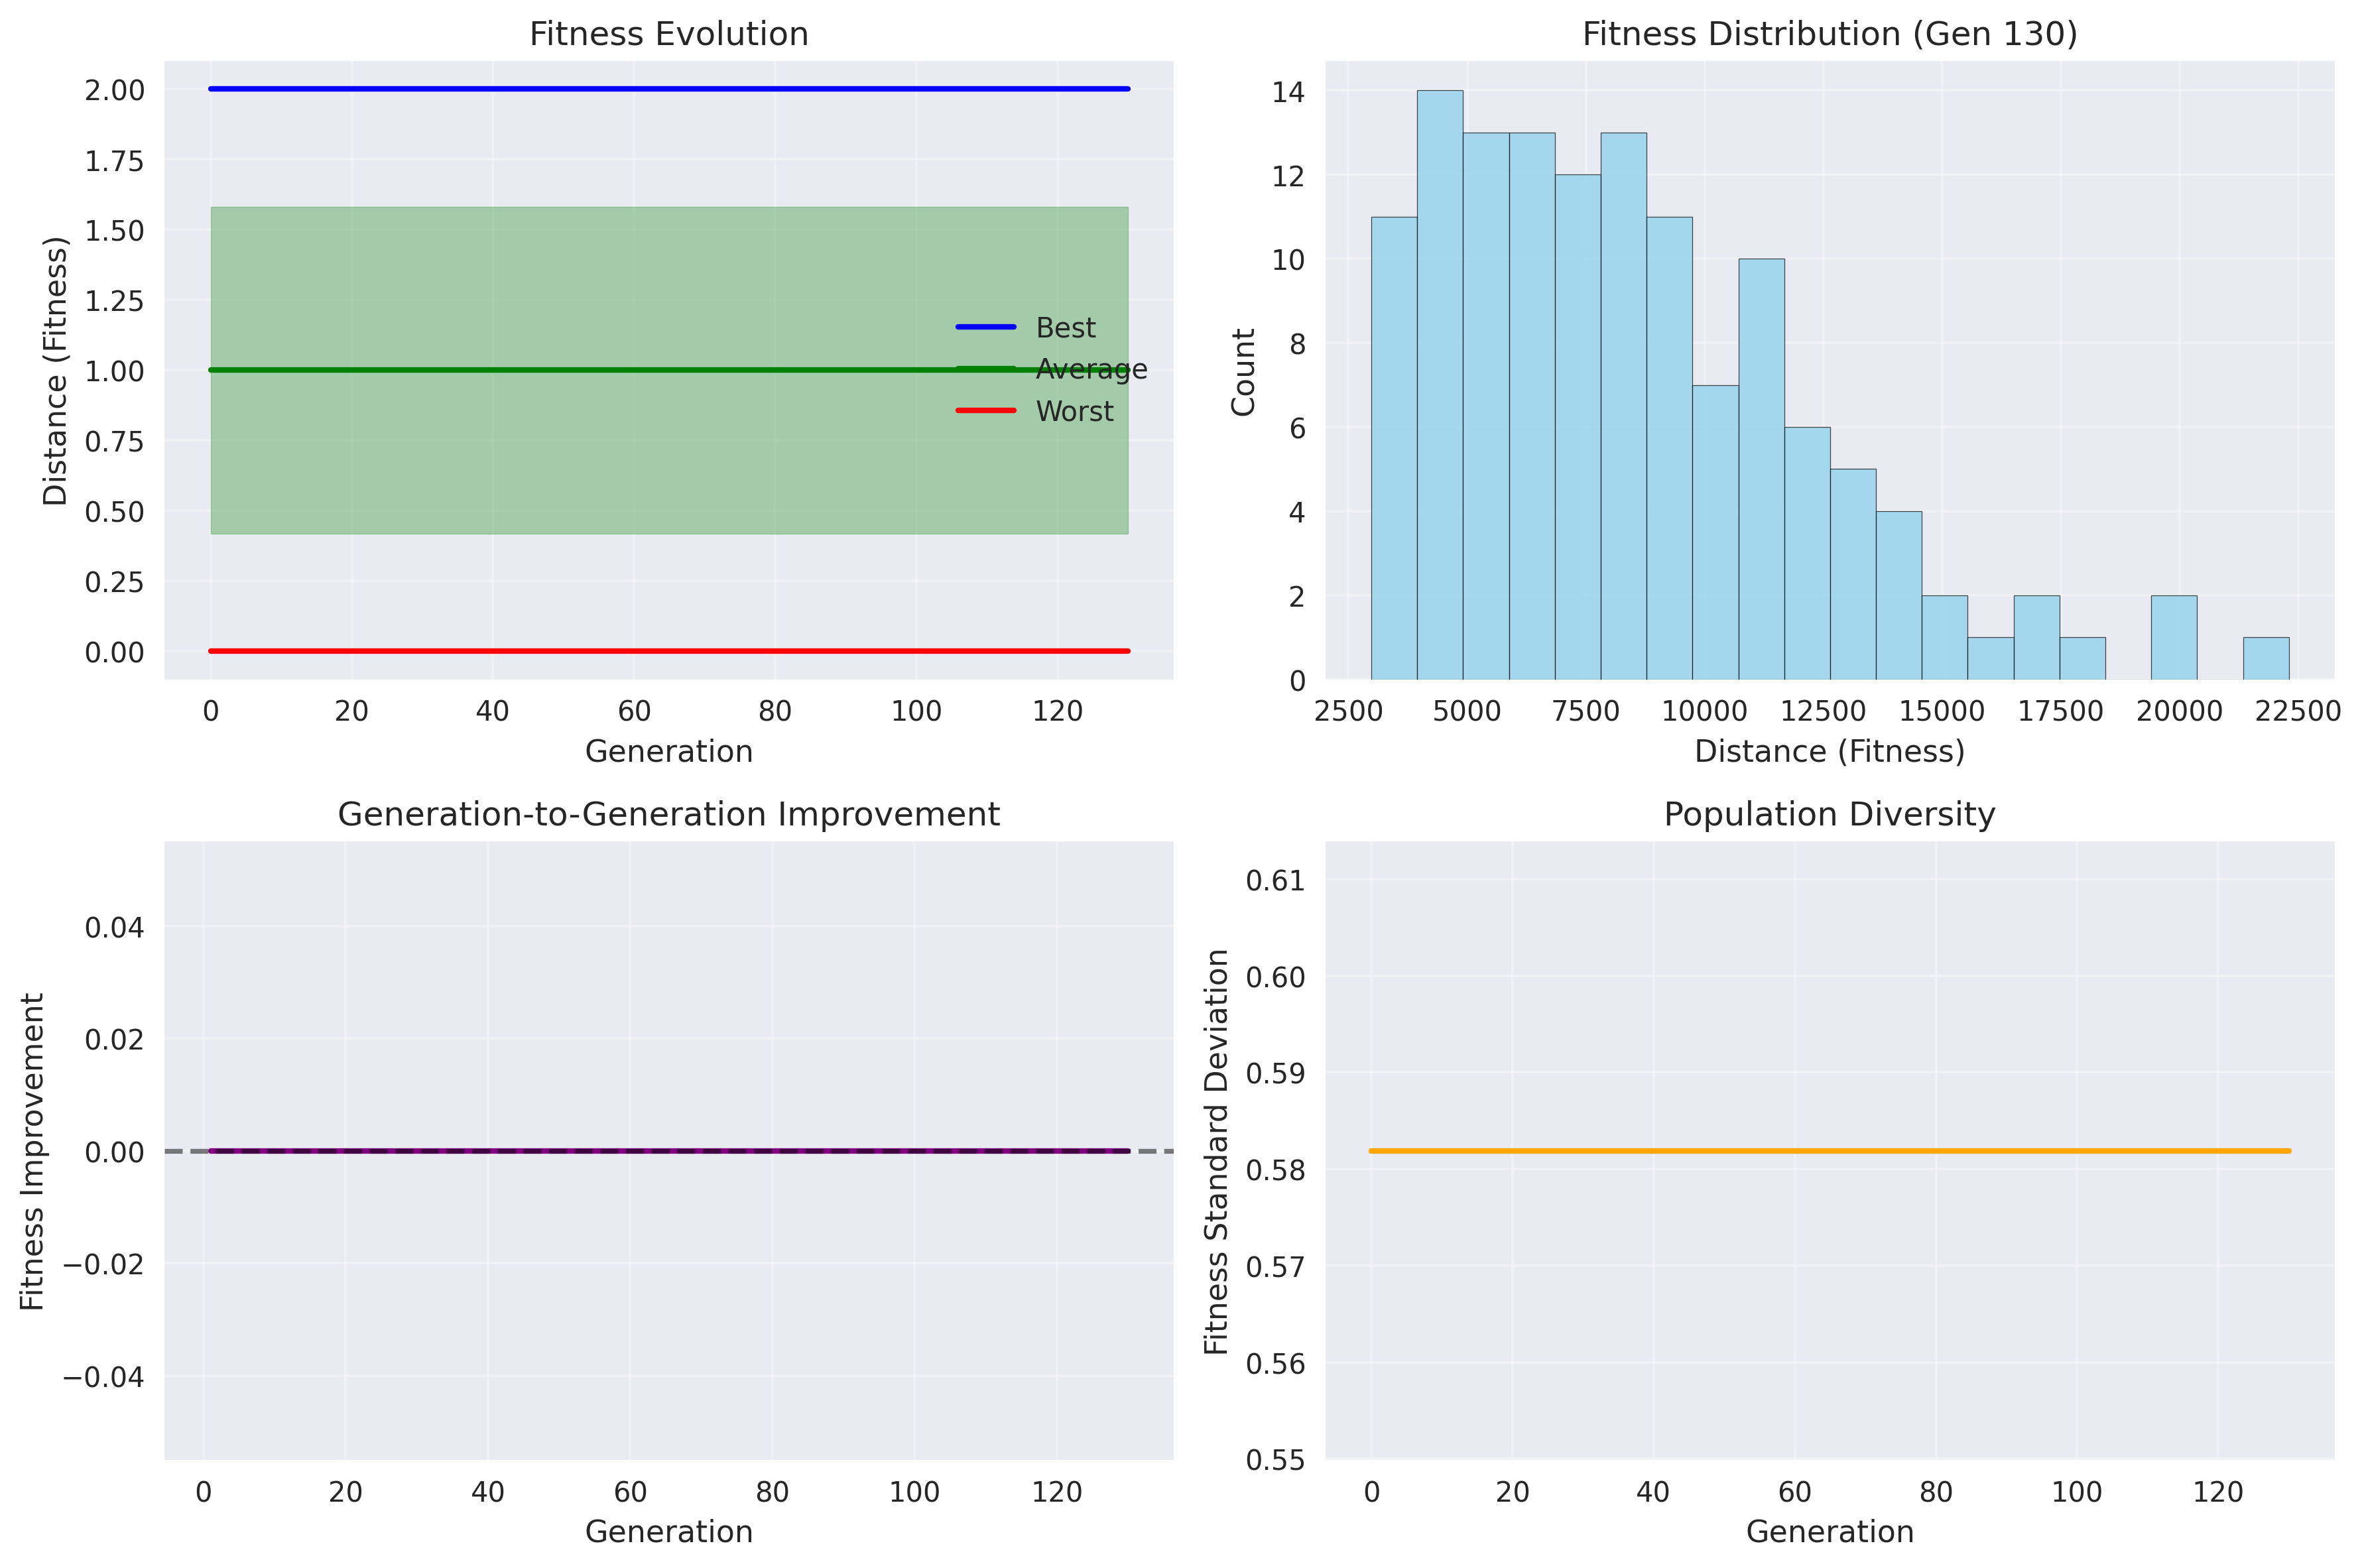 Fitness Evolution
Distance (Fitness)
2.00
1.75
1.50
1.25
1.00
0.75
0.50
0.25
0.00
Best
Average
Worst
0 20 40 60 80 100 120
Generation
Fitness Distribution (Gen 130)
Count
14
12
10
8
6
4
2
0
2500 5000 7500 10000 12500 15000 17500 20000 22500
Distance (Fitness)
Generation-to-Generation Improvement
Fitness Improvement
0.04
0.02
0.00
−0.02
−0.04
0 20 40 60 80 100 120
Generation
Population Diversity
Fitness Standard Deviation
0.61
0.60
0.59
0.58
0.57
0.56
0.55
0 20 40 60 80 100 120
Generation